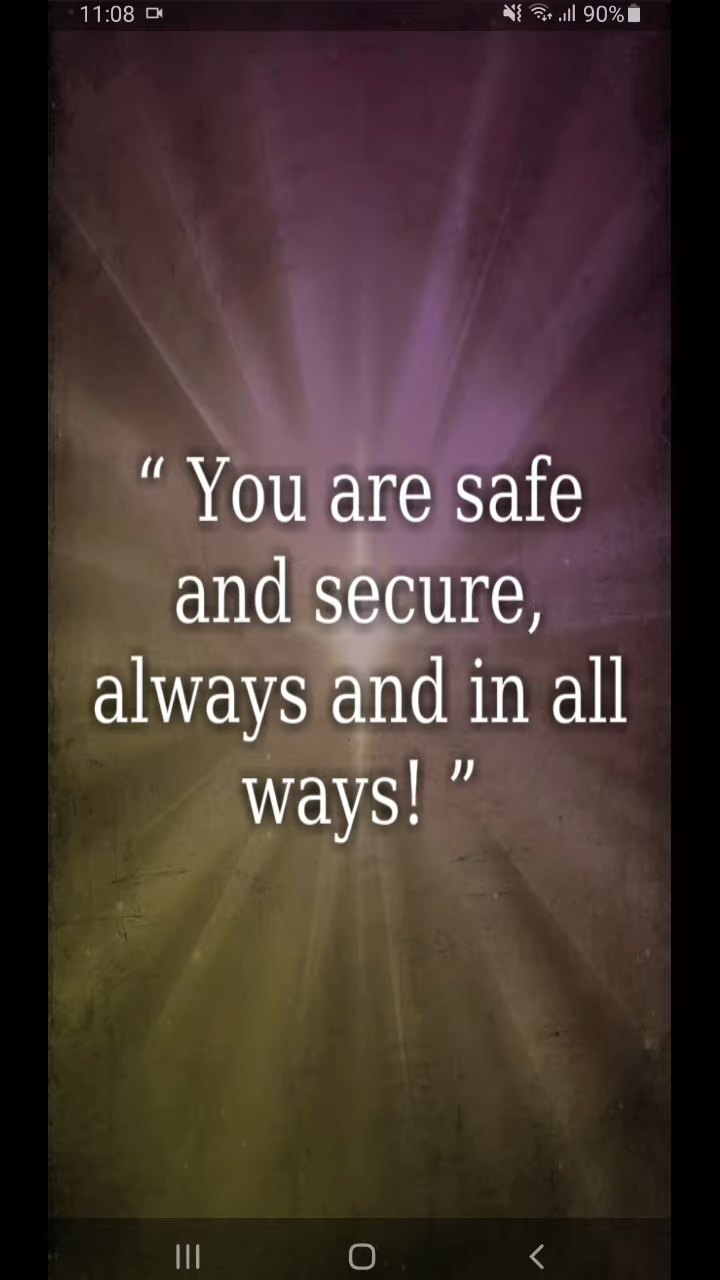 11:08 90%
“ You are safe
and secure,
always and in all
ways! ”